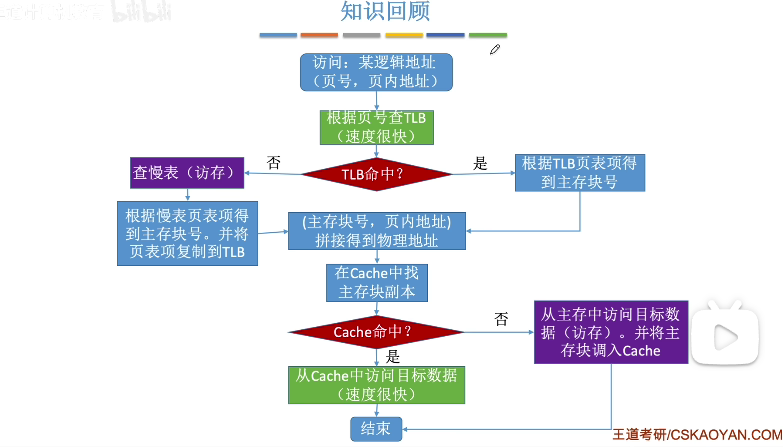 知识回顾
bilibili
访问：某逻辑地址
（页号，页内地址）
根据页号查TLB
（速度很快）
TLB命中？
否
是
查慢表（访存）
根据TLB页表项得
到主存块号
根据慢表页表项得
到主存块号。并将
页表项复制到TLB
(主存块号，页内地址)
拼接得到物理地址
在Cache中找
主存块副本
Cache命中？
否
是
从主存中访问目标数
据（访存）。并将主
存块调入Cache
从Cache中访问目标数据
（速度很快）
结束
王道考研/CSKAOYAN.COM